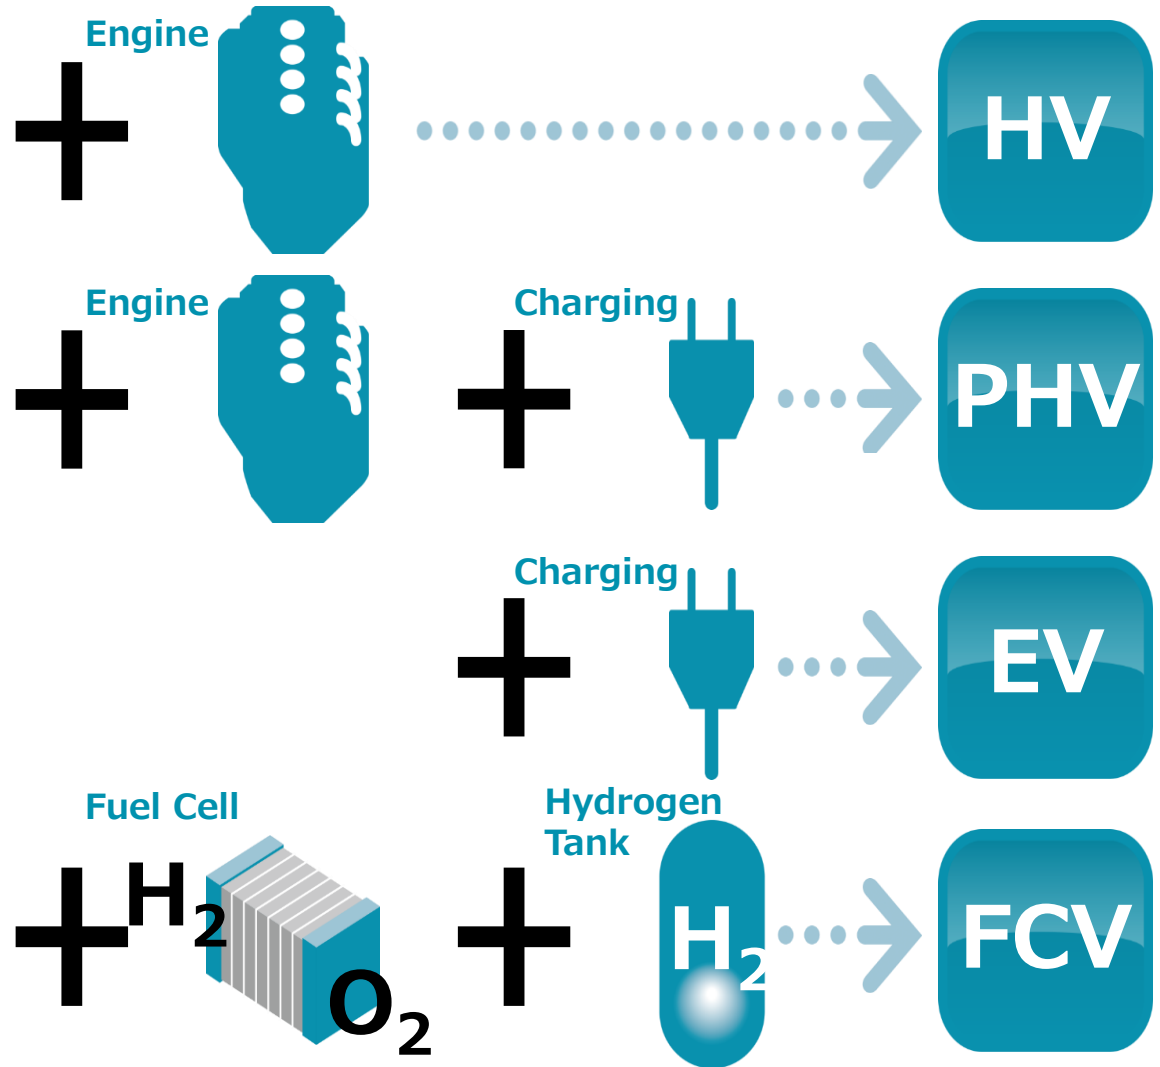 Engine
HV
Engine
Charging
PHV
Charging
EV
Fuel Cell
Hydrogen
Tank
H2
O2
H2
FCV